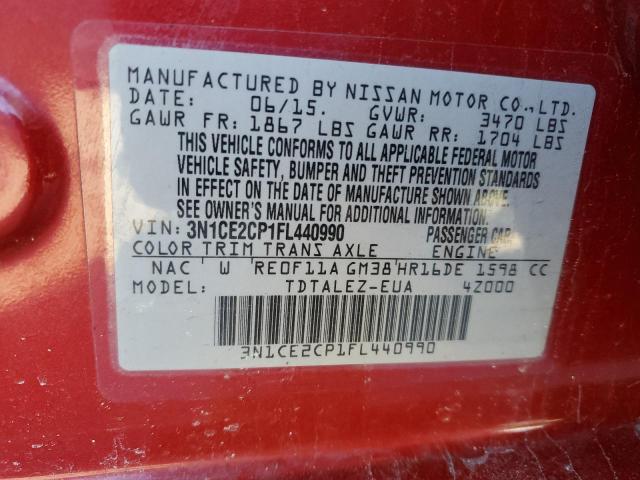 MANUFACTURED BY NISSAN MOTOR CO.,LTD.
DATE: 06/15. GVWR: 3470 LBS
GAWR FR: 1867 LBS GAWR RR: 1704 LBS
THIS VEHICLE CONFORMS TO ALL APPLICABLE FEDERAL MOTOR
VEHICLE SAFETY, BUMPER AND THEFT PREVENTION STANDARDS
IN EFFECT ON THE DATE OF MANUFACTURE SHOWN ABOVE.
SEE OWNER'S MANUAL FOR ADDITIONAL INFORMATION.
VIN: 3N1CE2CP1FL440990 PASSENGER CAR
COLOR TRIM TRANS AXLE ENGINE
NAC W RE0F11A GM38 HR16DE 1598 CC
MODEL: TDTALEZ-EUA 4Z000
3N1CE2CP1FL440990